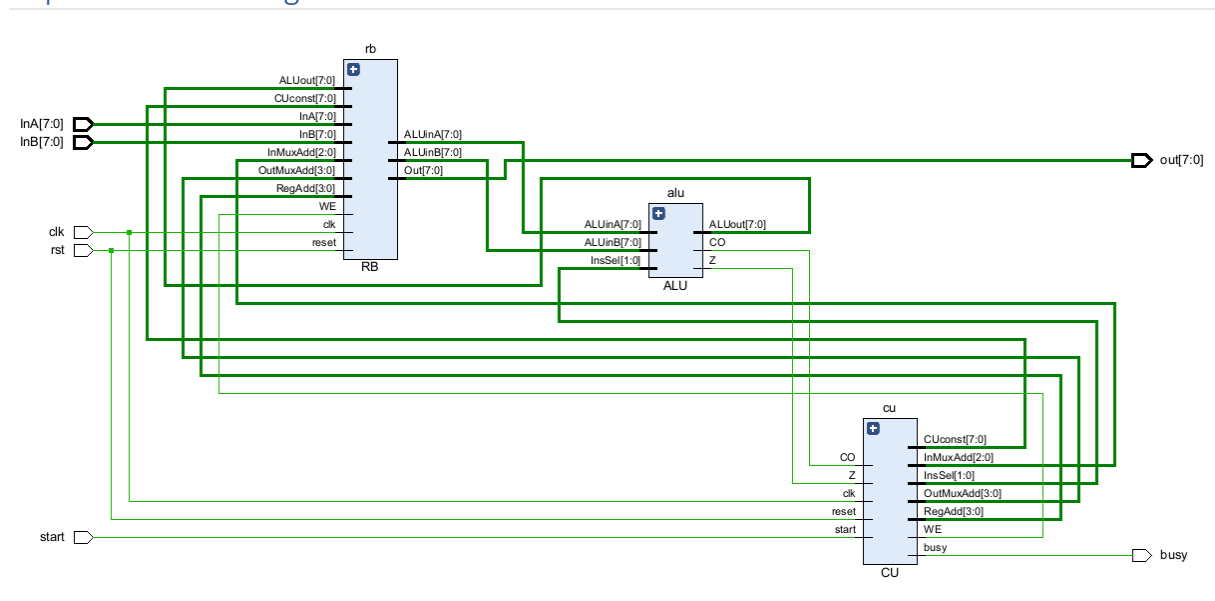 rb
ALUout[7:0]
CUconst[7:0]
InA[7:0]
InB[7:0]
InMuxAdd[2:0]
OutMuxAdd[3:0]
RegAdd[3:0]
WE
clk
reset
ALUinA[7:0]
ALUinB[7:0]
Out[7:0]
RB
InA[7:0]
InB[7:0]
clk
rst
out[7:0]
alu
ALUinA[7:0]
ALUinB[7:0]
InsSel[1:0]
ALUout[7:0]
CO
Z
ALU
cu
CO
Z
clk
reset
start
CUconst[7:0]
InMuxAdd[2:0]
InsSel[1:0]
OutMuxAdd[3:0]
RegAdd[3:0]
WE
busy
CU
start
busy